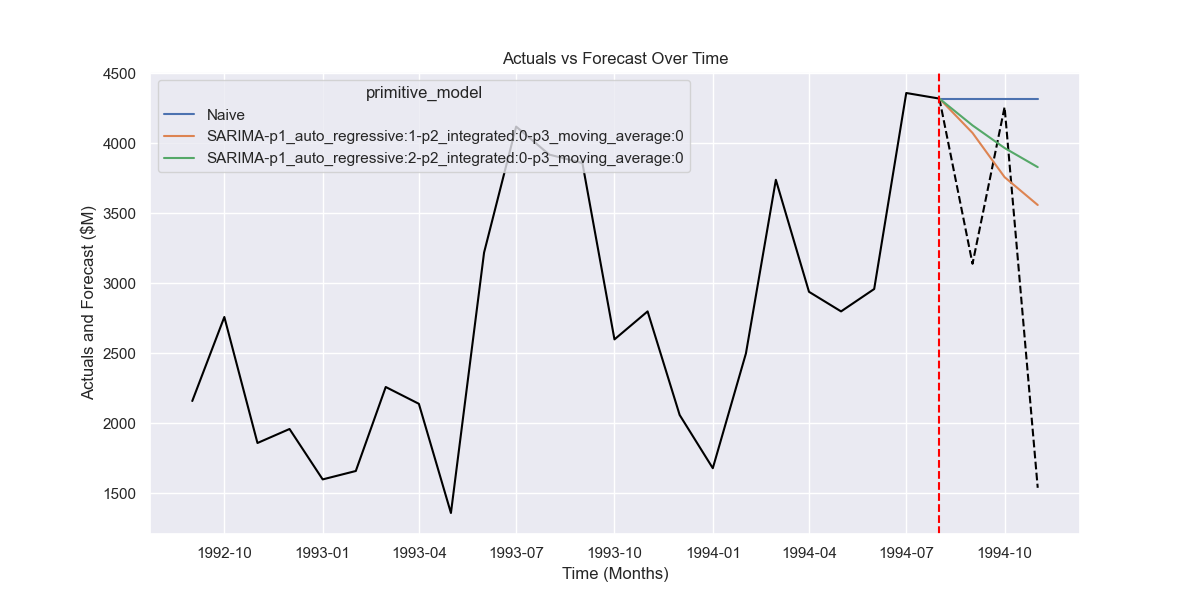 Actuals vs Forecast Over Time
primitive_model
Naive
SARIMA-p1_auto_regressive:1-p2_integrated:0-p3_moving_average:0
SARIMA-p1_auto_regressive:2-p2_integrated:0-p3_moving_average:0
Actuals and Forecast ($M)
4500
4000
3500
3000
2500
2000
1500
1992-10 1993-01 1993-04 1993-07 1993-10 1994-01 1994-04 1994-07 1994-10
Time (Months)